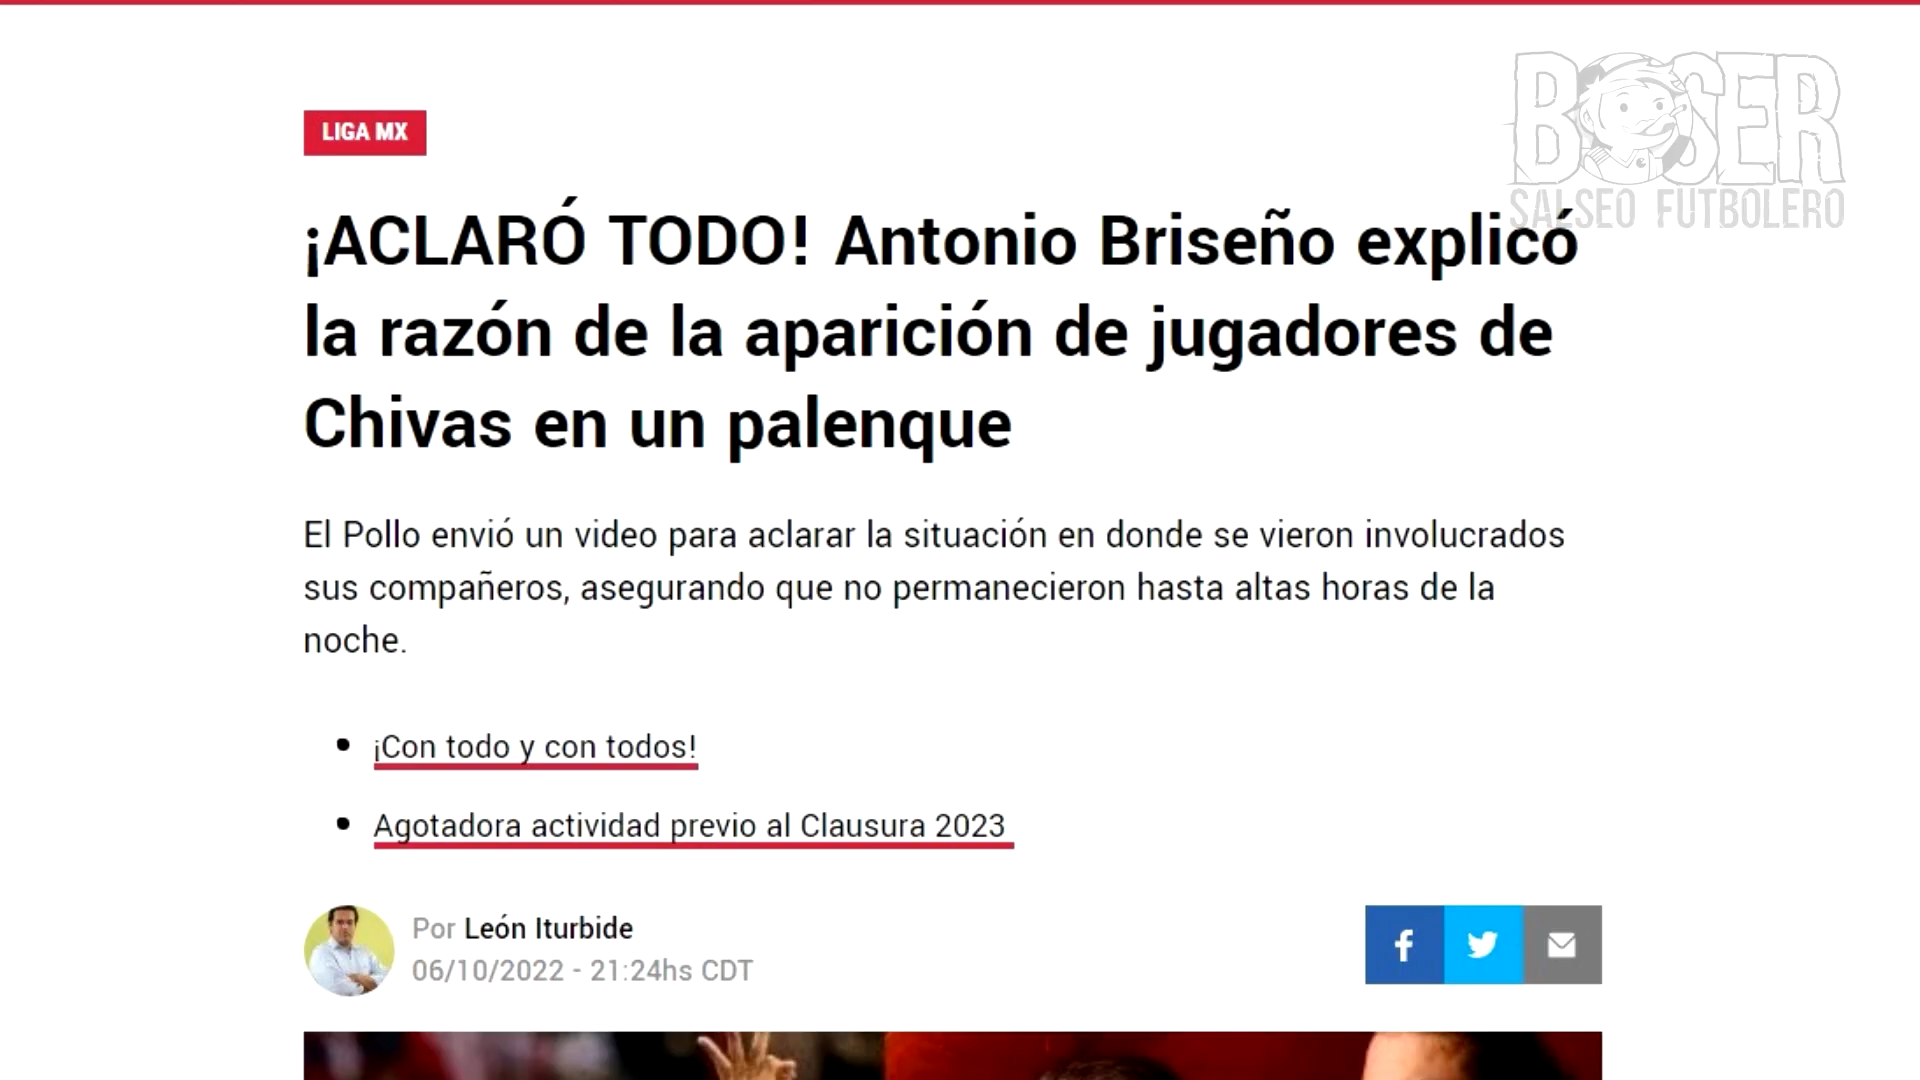 BOSER
SALSEO FUTBOLERO
LIGA MX
¡ACLARÓ TODO! Antonio Briseño explicó
la razón de la aparición de jugadores de
Chivas en un palenque
El Pollo envió un video para aclarar la situación en donde se vieron involucrados
sus compañeros, asegurando que no permanecieron hasta altas horas de la
noche.
¡Con todo y con todos!
Agotadora actividad previo al Clausura 2023
Por León Iturbide
06/10/2022 - 21:24hs CDT